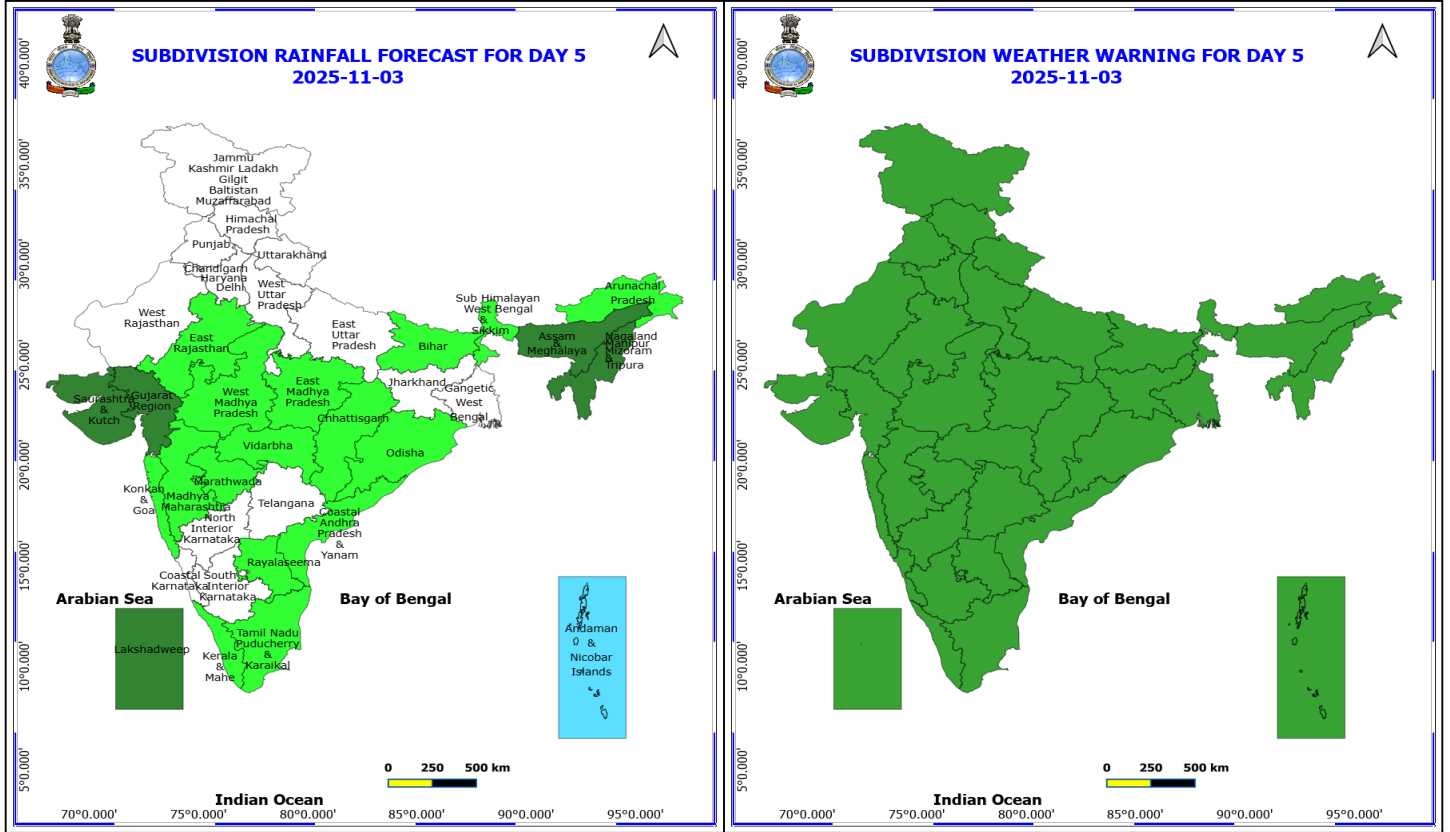 SUBDIVISION RAINFALL FORECAST FOR DAY 5
2025-11-03
40°0.000'
35°0.000'
30°0.000'
25°0.000'
20°0.000'
15°0.000'
10°0.000'
5°0.000'
Jammu
Kashmir Ladakh
Gilgit
Baltistan
Muzaffarabad
Himachal
Pradesh
Punjab
Uttarakhand
Chandigarh
Haryana
Delhi
West
Uttar
Pradesh
West
Rajasthan
East
Rajasthan
East
Uttar
Pradesh
Bihar
Sub Himalayan
West Bengal
&
Sikkim
Arunachal
Pradesh
Assam
&
Meghalaya
Nagaland
Manipur
Mizoram
&
Tripura
Jharkhand
Gangetic
West
Bengal
Saurashtra
&
Kutch
Gujarat
Region
West
Madhya
Pradesh
East
Madhya
Pradesh
Chhattisgarh
Vidarbha
Odisha
Konkan
&
Goa
Madhya
Maharashtra
Marathwada
Telangana
North
Interior
Karnataka
Coastal
Andhra
Pradesh
&
Yanam
Rayalaseema
Coastal
Karnataka
South
Interior
Karnataka
Arabian Sea
Bay of Bengal
Lakshadweep
Kerala
&
Mahe
Tamil Nadu
Puducherry
&
Karaikal
Andaman
&
Nicobar
Islands
0 250 500 km
Indian Ocean
70°0.000' 75°0.000' 80°0.000' 85°0.000' 90°0.000' 95°0.000'
SUBDIVISION WEATHER WARNING FOR DAY 5
2025-11-03
40°0.000'
35°0.000'
30°0.000'
25°0.000'
20°0.000'
15°0.000'
10°0.000'
5°0.000'
Arabian Sea
Bay of Bengal
0 250 500 km
Indian Ocean
70°0.000' 75°0.000' 80°0.000' 85°0.000' 90°0.000' 95°0.000'